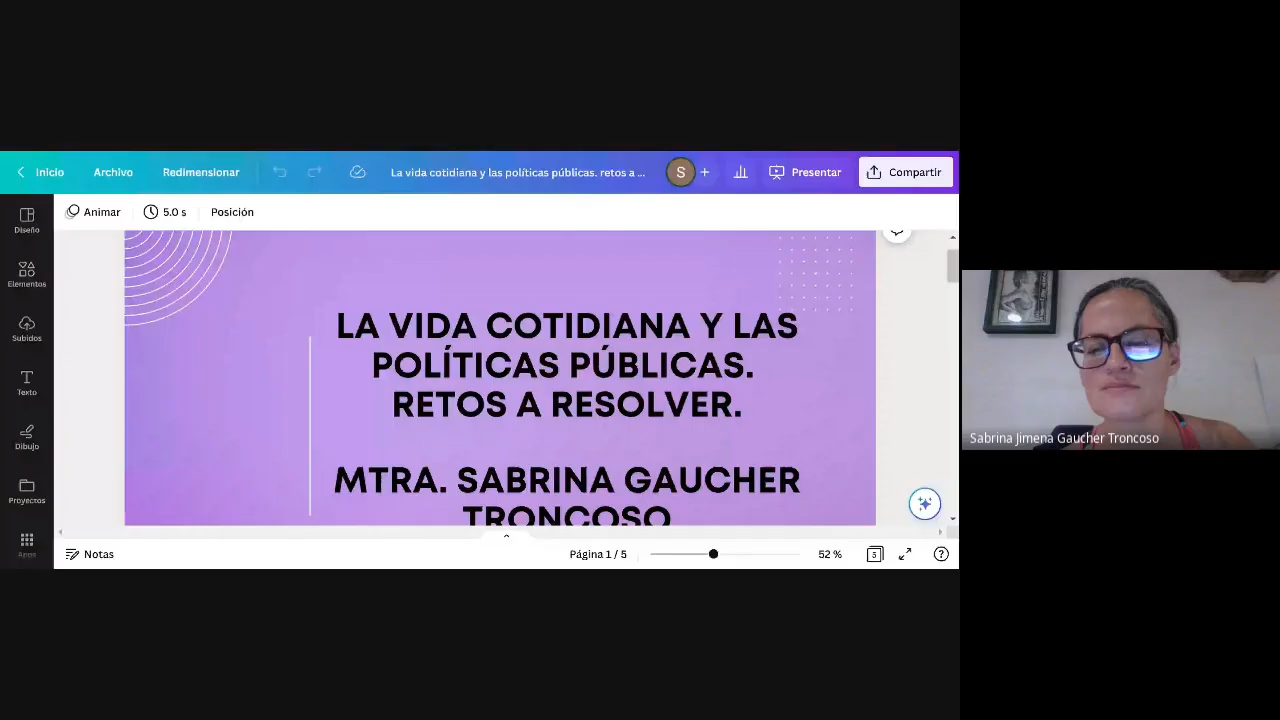 Inicio
Archivo
Redimensionar
La vida cotidiana y las políticas públicas. retos a ...
S
+
Presentar
Compartir
Animar
5.0 s
Posición
Diseño
Elementos
Subidos
Texto
Dibujo
Proyectos
Apps
LA VIDA COTIDIANA Y LAS
POLÍTICAS PÚBLICAS.
RETOS A RESOLVER.
MTRA. SABRINA GAUCHER
TRONCOSO
Notas
Página 1 / 5
52 %
5
?
Sabrina Jimena Gaucher Troncoso